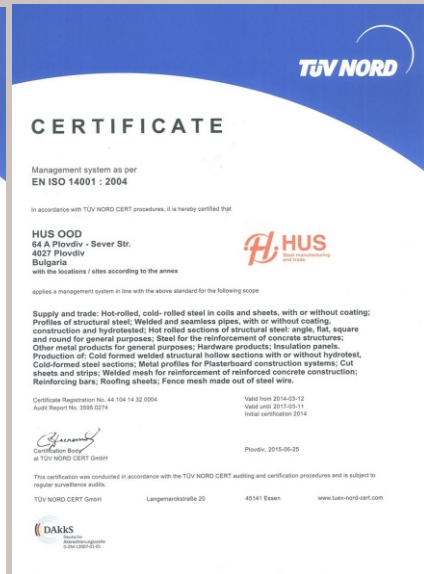 TÜV NORD
CERTIFICATE
Management system as per
EN ISO 14001 : 2004
In accordance with TÜV NORD CERT procedures, it is hereby certified that
HUS OOD
64 A Plovdiv - Sever Str.
4027 Plovdiv
Bulgaria
with the locations / sites according to the annex
HUS
Steel manufacturing
and trade
applies a management system in line with the above standard for the following scope
Supply and trade: Hot-rolled, cold- rolled steel in coils and sheets, with or without coating;
Profiles of structural steel; Welded and seamless pipes, with or without coating,
construction and hydrotested; Hot rolled sections of structural steel: angle, flat, square
and round for general purposes; Steel for the reinforcement of concrete structures;
Other metal products for general purposes; Hardware products; Insulation panels.
Production of: Cold formed welded structural hollow sections with or without hydrotest,
Cold-formed steel sections; Metal profiles for Plasterboard construction systems; Cut
sheets and strips; Welded mesh for reinforcement of reinforced concrete construction;
Reinforcing bars; Roofing sheets; Fence mesh made out of steel wire.
Certificate Registration No. 44 104 14 32 0004
Audit Report No. 3595 0274
Valid from 2014-03-12
Valid until 2017-03-11
Initial certification 2014
Certification Body
at TÜV NORD CERT GmbH
Plovdiv, 2015-06-25
This certification was conducted in accordance with the TÜV NORD CERT auditing and certification procedures and is subject to
regular surveillance audits.
TÜV NORD CERT GmbH Langemarckstraße 20 45141 Essen www.tuev-nord-cert.com
DAkkS
Deutsche
Akkreditierungsstelle
D-ZM-12007-01-01